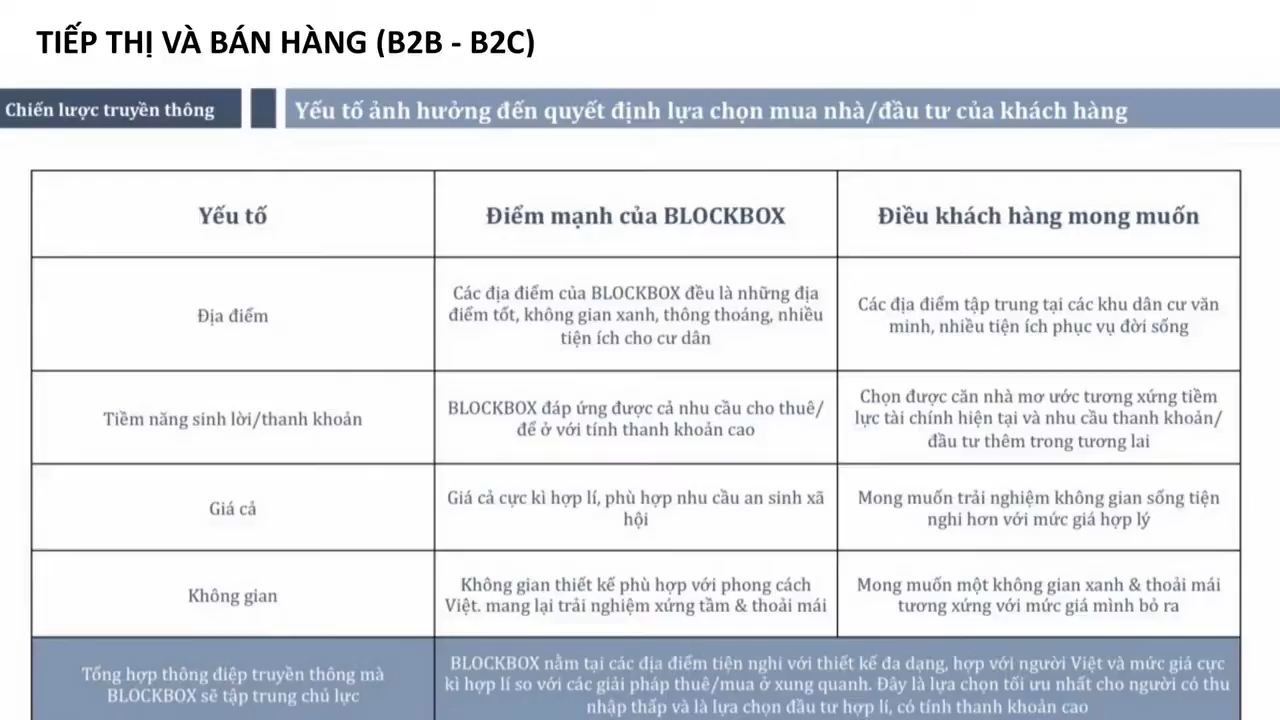 TIẾP THỊ VÀ BÁN HÀNG (B2B - B2C)
Chiến lược truyền thông
Yếu tố ảnh hưởng đến quyết định lựa chọn mua nhà/đầu tư của khách hàng
Yếu tố
Điểm mạnh của BLOCKBOX
Điều khách hàng mong muốn
Địa điểm
Các địa điểm của BLOCKBOX đều là những địa
điểm tốt, không gian xanh, thông thoáng, nhiều
tiện ích cho cư dân
Các địa điểm tập trung tại các khu dân cư văn
minh, nhiều tiện ích phục vụ đời sống
Tiềm năng sinh lời/thanh khoản
BLOCKBOX đáp ứng được cả nhu cầu cho thuê/
để ở với tính thanh khoản cao
Chọn được căn nhà mơ ước tương xứng tiềm
lực tài chính hiện tại và nhu cầu thanh khoản/
đầu tư thêm trong tương lai
Giá cả
Giá cả cực kì hợp lí, phù hợp nhu cầu an sinh xã
hội
Mong muốn trải nghiệm không gian sống tiện
nghi hơn với mức giá hợp lý
Không gian
Không gian thiết kế phù hợp với phong cách
Việt. mang lại trải nghiệm xứng tầm & thoải mái
Mong muốn một không gian xanh & thoải mái
tương xứng với mức giá mình bỏ ra
Tổng hợp thông điệp truyền thông mà
BLOCKBOX sẽ tập trung chủ lực
BLOCKBOX nằm tại các địa điểm tiện nghi với thiết kế đa dạng, hợp với người Việt và mức giá cực
kì hợp lí so với các giải pháp thuê/mua ở xung quanh. Đây là lựa chọn tối ưu nhất cho người có thu
nhập thấp và là lựa chọn đầu tư hợp lí, có tính thanh khoản cao